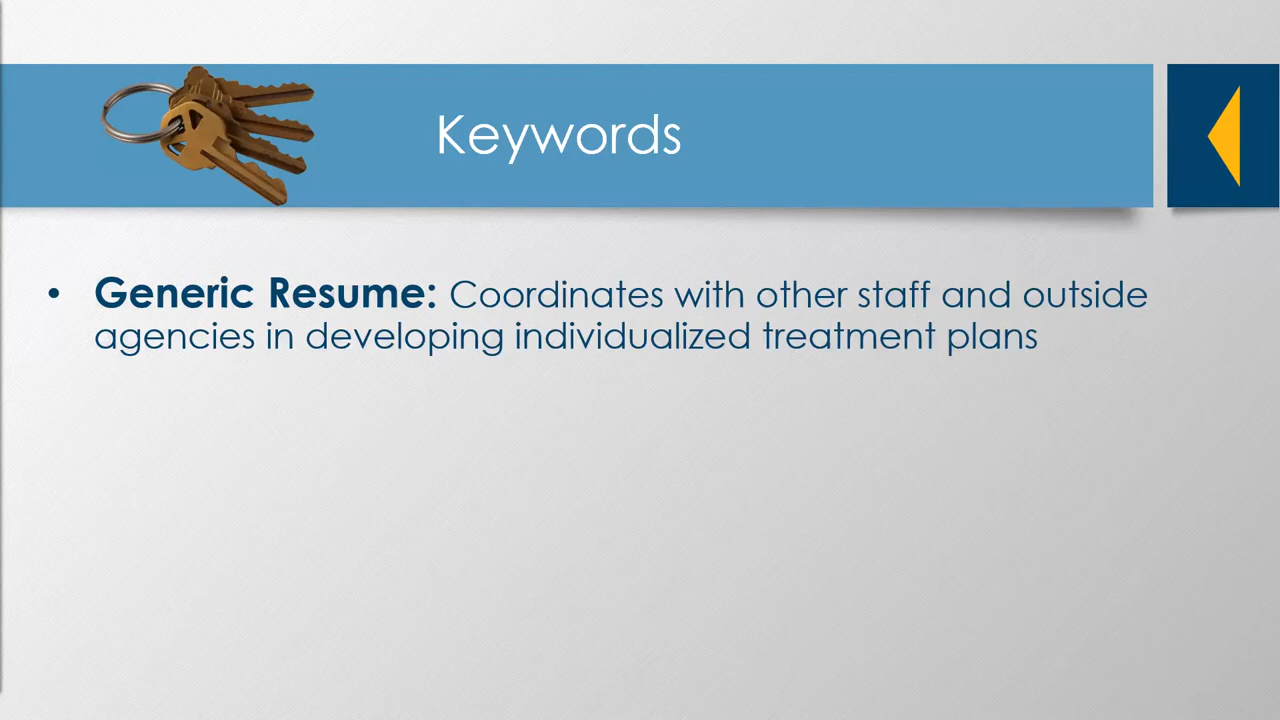 Keywords
• Generic Resume: Coordinates with other staff and outside
agencies in developing individualized treatment plans